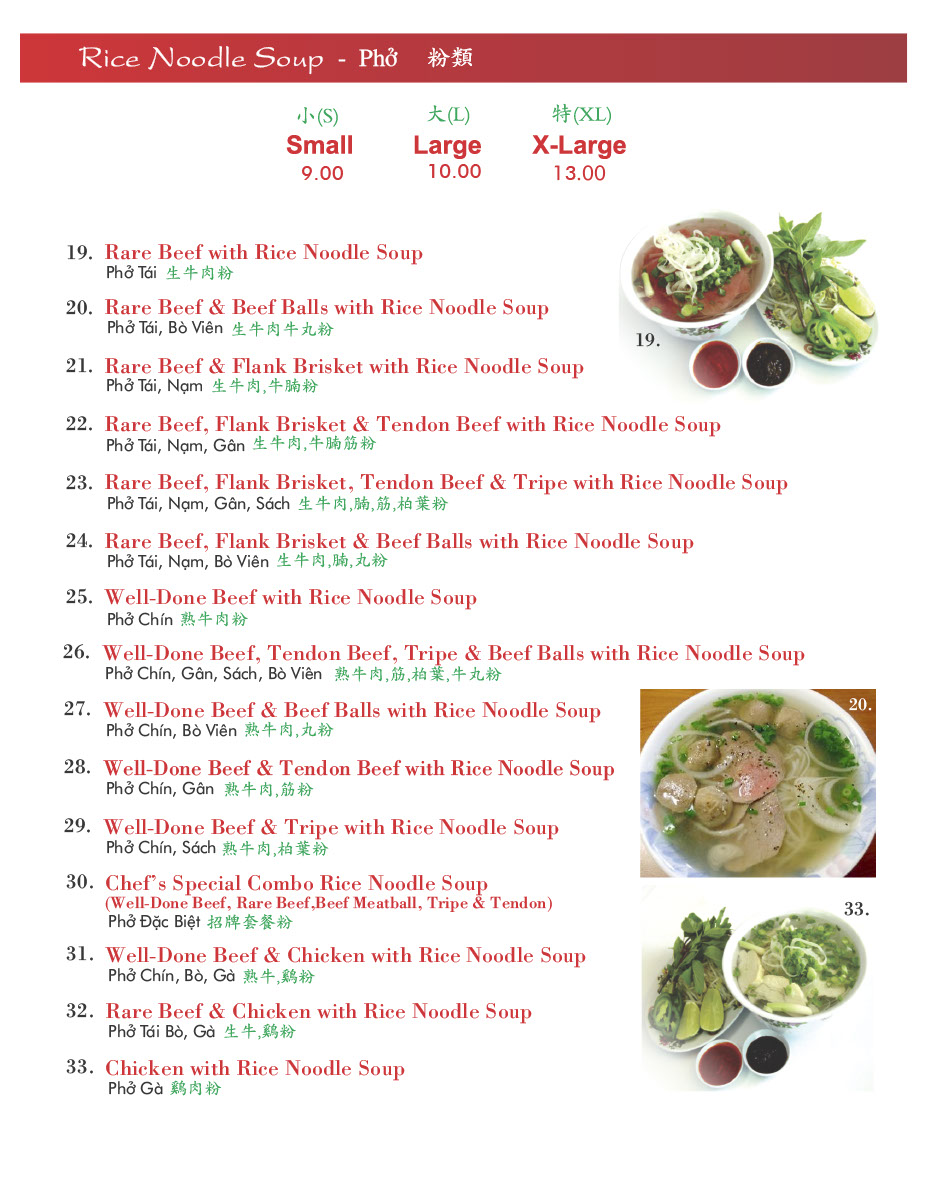 Rice Noodle Soup - Phở 粉類
小(S) 大(L) 特(XL)
Small Large X-Large
9.00 10.00 13.00
19. Rare Beef with Rice Noodle Soup
Phở Tái 生牛肉粉
20. Rare Beef & Beef Balls with Rice Noodle Soup
Phở Tái, Bò Viên 生牛肉牛丸粉
19.
21. Rare Beef & Flank Brisket with Rice Noodle Soup
Phở Tái, Nạm 生牛肉,牛腩粉
22. Rare Beef, Flank Brisket & Tendon Beef with Rice Noodle Soup
Phở Tái, Nạm, Gân 生牛肉,牛腩筋粉
23. Rare Beef, Flank Brisket, Tendon Beef & Tripe with Rice Noodle Soup
Phở Tái, Nạm, Gân, Sách 生牛肉,腩,筋,柏葉粉
24. Rare Beef, Flank Brisket & Beef Balls with Rice Noodle Soup
Phở Tái, Nạm, Bò Viên 生牛肉,腩,丸粉
25. Well-Done Beef with Rice Noodle Soup
Phở Chín 熟牛肉粉
26. Well-Done Beef, Tendon Beef, Tripe & Beef Balls with Rice Noodle Soup
Phở Chín, Gân, Sách, Bò Viên 熟牛肉,筋,柏葉,牛丸粉
27. Well-Done Beef & Beef Balls with Rice Noodle Soup
Phở Chín, Bò Viên 熟牛肉,丸粉
20.
28. Well-Done Beef & Tendon Beef with Rice Noodle Soup
Phở Chín, Gân 熟牛肉,筋粉
29. Well-Done Beef & Tripe with Rice Noodle Soup
Phở Chín, Sách 熟牛肉,柏葉粉
30. Chef's Special Combo Rice Noodle Soup
(Well-Done Beef, Rare Beef,Beef Meatball, Tripe & Tendon)
Phở Đặc Biệt 招牌套餐粉
33.
31. Well-Done Beef & Chicken with Rice Noodle Soup
Phở Chín, Bò, Gà 熟牛,鷄粉
32. Rare Beef & Chicken with Rice Noodle Soup
Phở Tái Bò, Gà 生牛,鷄粉
33. Chicken with Rice Noodle Soup
Phở Gà 鷄肉粉